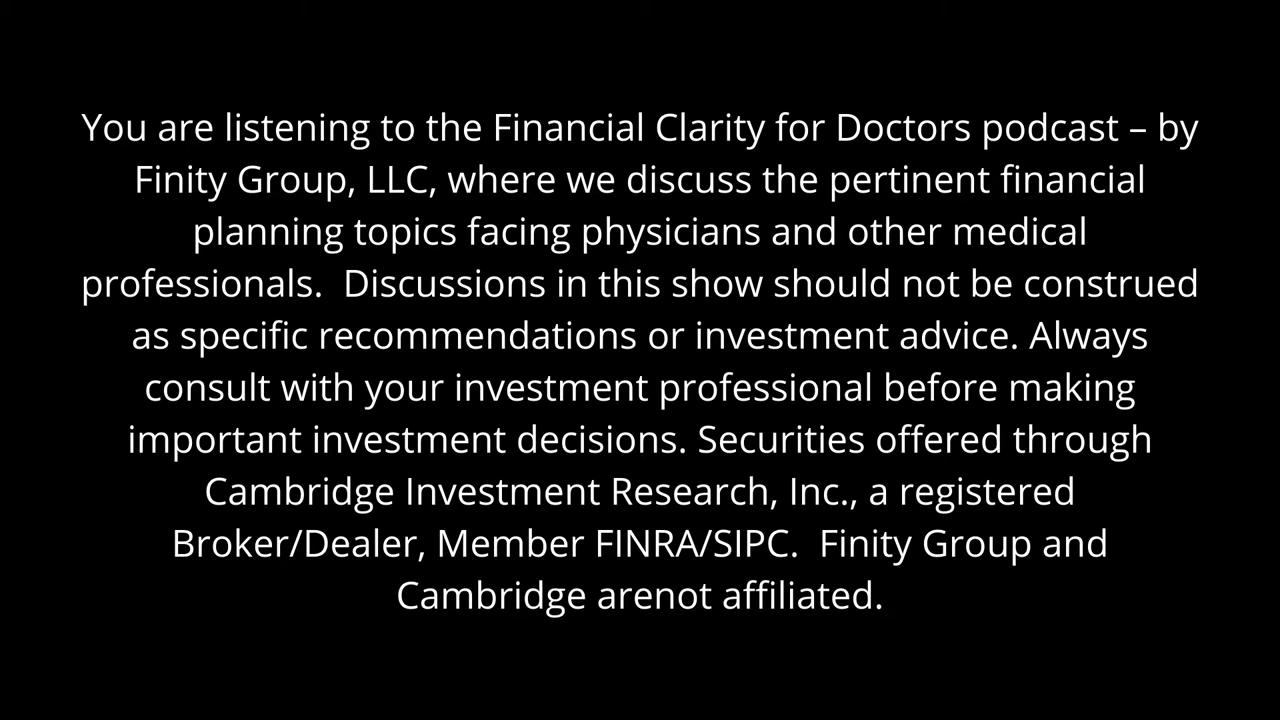 You are listening to the Financial Clarity for Doctors podcast – by
Finity Group, LLC, where we discuss the pertinent financial
planning topics facing physicians and other medical
professionals.  Discussions in this show should not be construed
as specific recommendations or investment advice. Always
consult with your investment professional before making
important investment decisions. Securities offered through
Cambridge Investment Research, Inc., a registered
Broker/Dealer, Member FINRA/SIPC.  Finity Group and
Cambridge arenot affiliated.